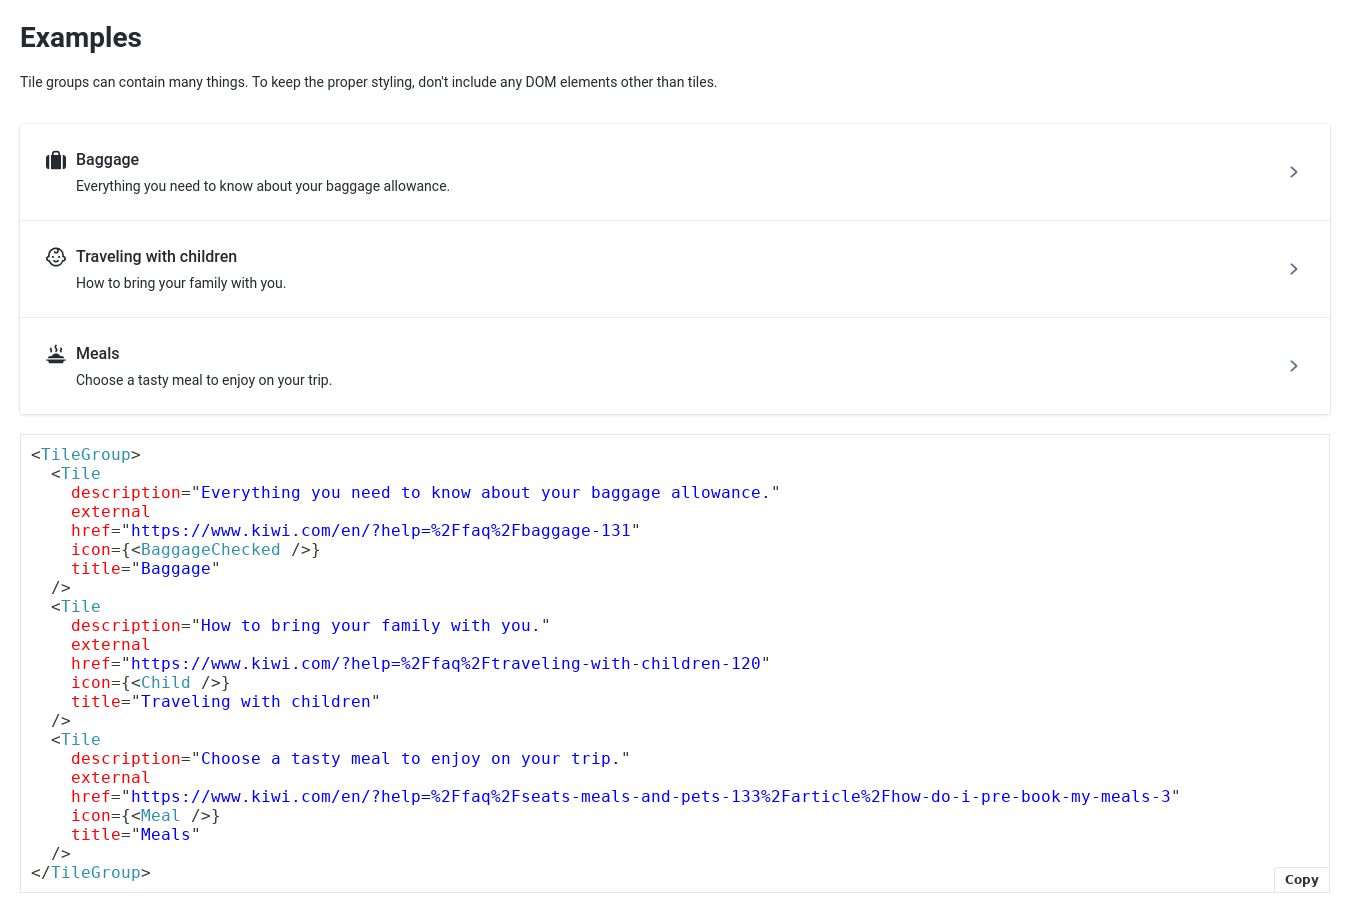 Examples
Tile groups can contain many things. To keep the proper styling, don't include any DOM elements other than tiles.
Baggage
Everything you need to know about your baggage allowance.
Traveling with children
How to bring your family with you.
Meals
Choose a tasty meal to enjoy on your trip.
<TileGroup>
  <Tile
    description="Everything you need to know about your baggage allowance."
    external
    href="https://www.kiwi.com/en/?help=%2Ffaq%2Fbaggage-131"
    icon={<BaggageChecked />}
    title="Baggage"
  />
  <Tile
    description="How to bring your family with you."
    external
    href="https://www.kiwi.com/?help=%2Ffaq%2Ftraveling-with-children-120"
    icon={<Child />}
    title="Traveling with children"
  />
  <Tile
    description="Choose a tasty meal to enjoy on your trip."
    external
    href="https://www.kiwi.com/en/?help=%2Ffaq%2Fseats-meals-and-pets-133%2Farticle%2Fhow-do-i-pre-book-my-meals-3"
    icon={<Meal />}
    title="Meals"
  />
</TileGroup>
Copy